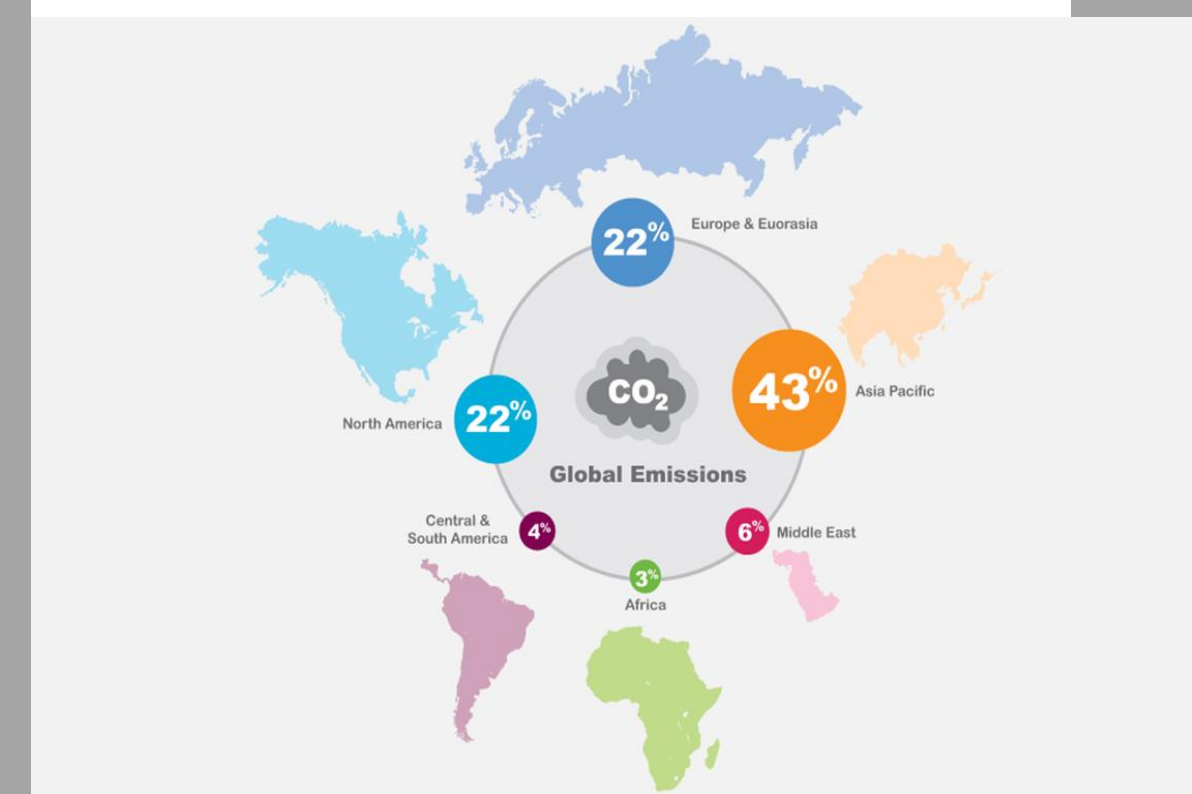 22%
Europe & Euorasia
43%
Asia Pacific
CO₂
22%
North America
Global Emissions
Central &
South America
4%
6%
Middle East
3%
Africa